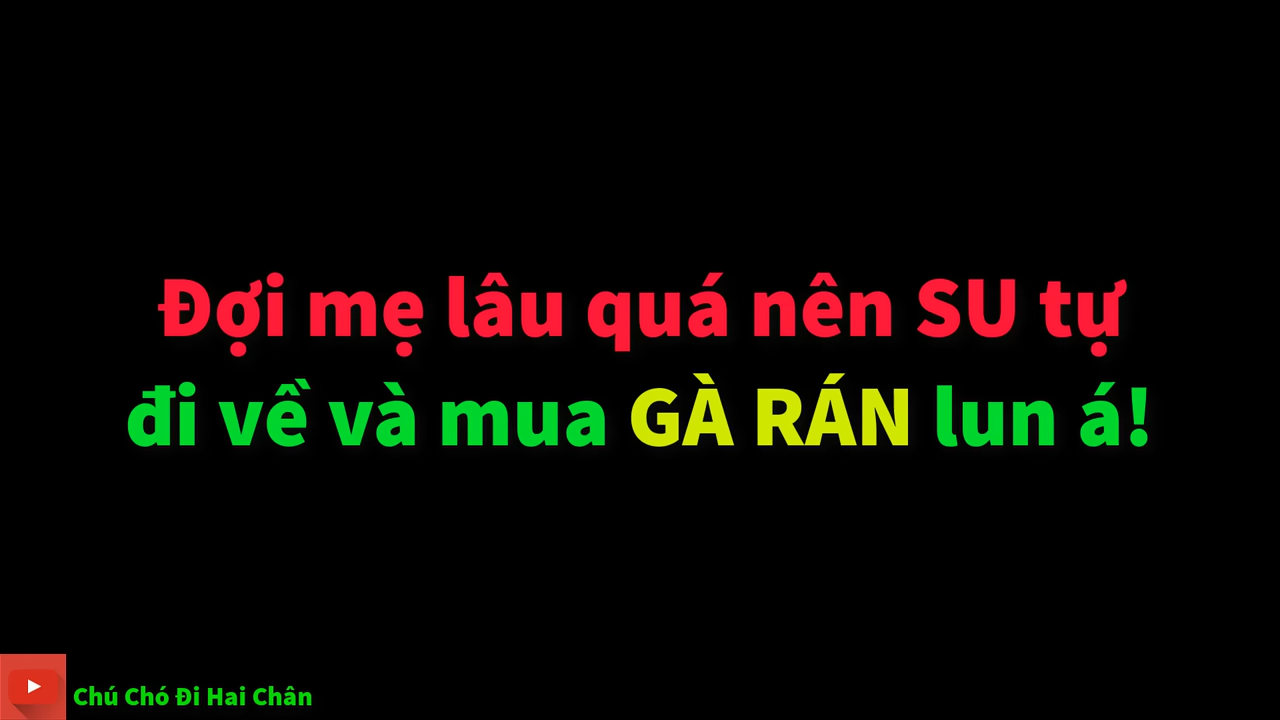 Đợi mẹ lâu quá nên SU tự
đi về và mua GÀ RÁN lun á!
Chú Chó Đi Hai Chân